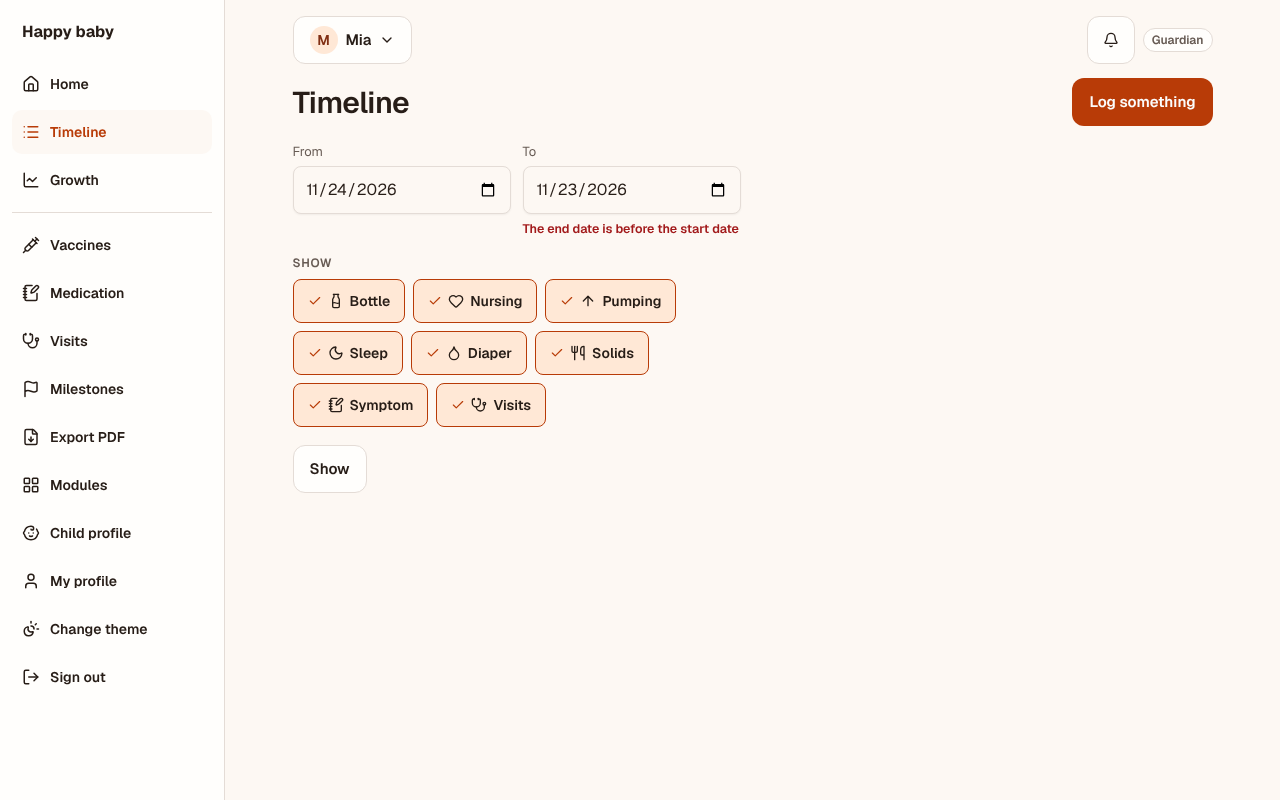 Happy baby
Home
Timeline
Growth
Vaccines
Medication
Visits
Milestones
Export PDF
Modules
Child profile
My profile
Change theme
Sign out
M Mia
Guardian
Timeline
Log something
From To
11/24/2026 11/23/2026
The end date is before the start date
SHOW
Bottle Nursing Pumping
Sleep Diaper Solids
Symptom Visits
Show